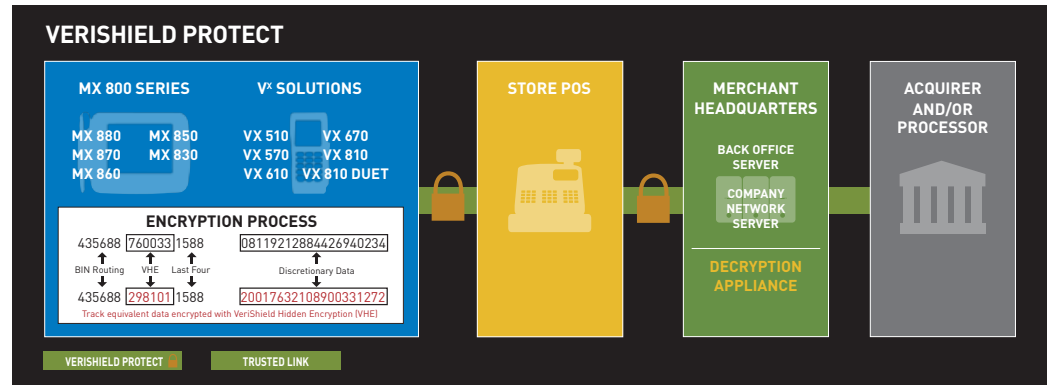 VERISHIELD PROTECT
MX 800 SERIES
MX 880 MX 850
MX 870 MX 830
MX 860
Vˣ SOLUTIONS
VX 510 VX 670
VX 570 VX 810
VX 610 VX 810 DUET
ENCRYPTION PROCESS
435688 760033 1588 08119212884426940234
BIN Routing VHE Last Four Discretionary Data
435688 298101 1588 20017632108900331272
Track equivalent data encrypted with VeriShield Hidden Encryption (VHE)
STORE POS
MERCHANT
HEADQUARTERS
BACK OFFICE
SERVER
COMPANY
NETWORK
SERVER
DECRYPTION
APPLIANCE
ACQUIRER
AND/OR
PROCESSOR
VERISHIELD PROTECT
TRUSTED LINK